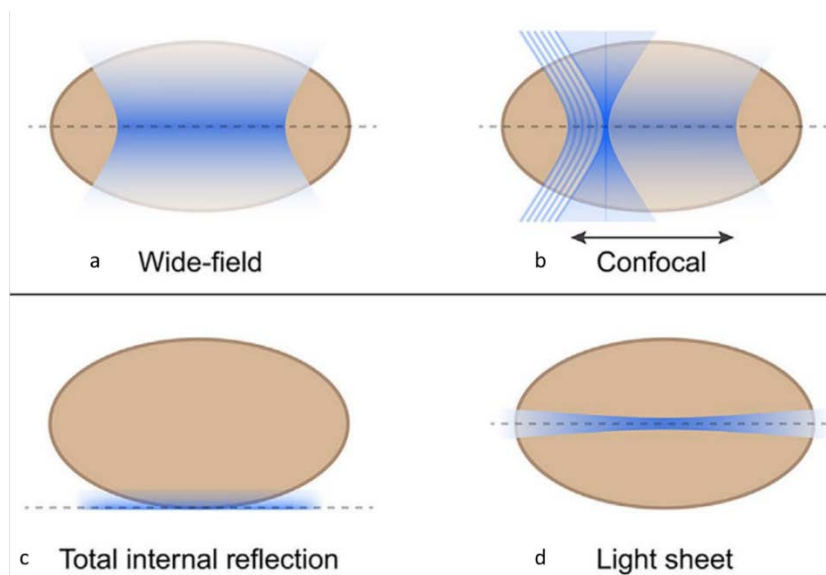 a Wide-field
b Confocal
c Total internal reflection
d Light sheet